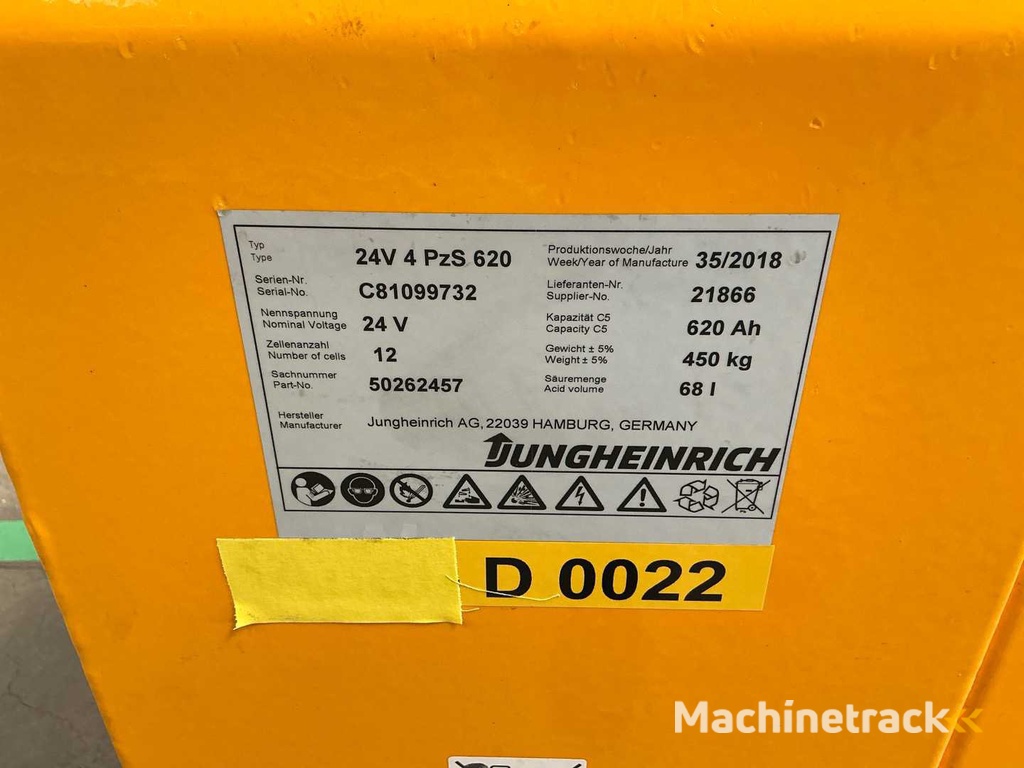 Typ
Type 24V 4 PzS 620
Serien-Nr.
Serial-No. C81099732
Nennspannung
Nominal Voltage 24 V
Zellenanzahl
Number of cells 12
Sachnummer
Part-No. 50262457
Produktionswoche/Jahr
Week/Year of Manufacture 35/2018
Lieferanten-Nr.
Supplier-No. 21866
Kapazität C5
Capacity C5 620 Ah
Gewicht ± 5%
Weight ± 5% 450 kg
Säuremenge
Acid volume 68 l
Hersteller
Manufacturer Jungheinrich AG, 22039 HAMBURG, GERMANY
JUNGHEINRICH
D 0022
Machinetrack